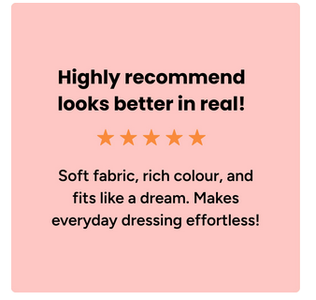 Highly recommend
looks better in real!
Soft fabric, rich colour, and
fits like a dream. Makes
everyday dressing effortless!